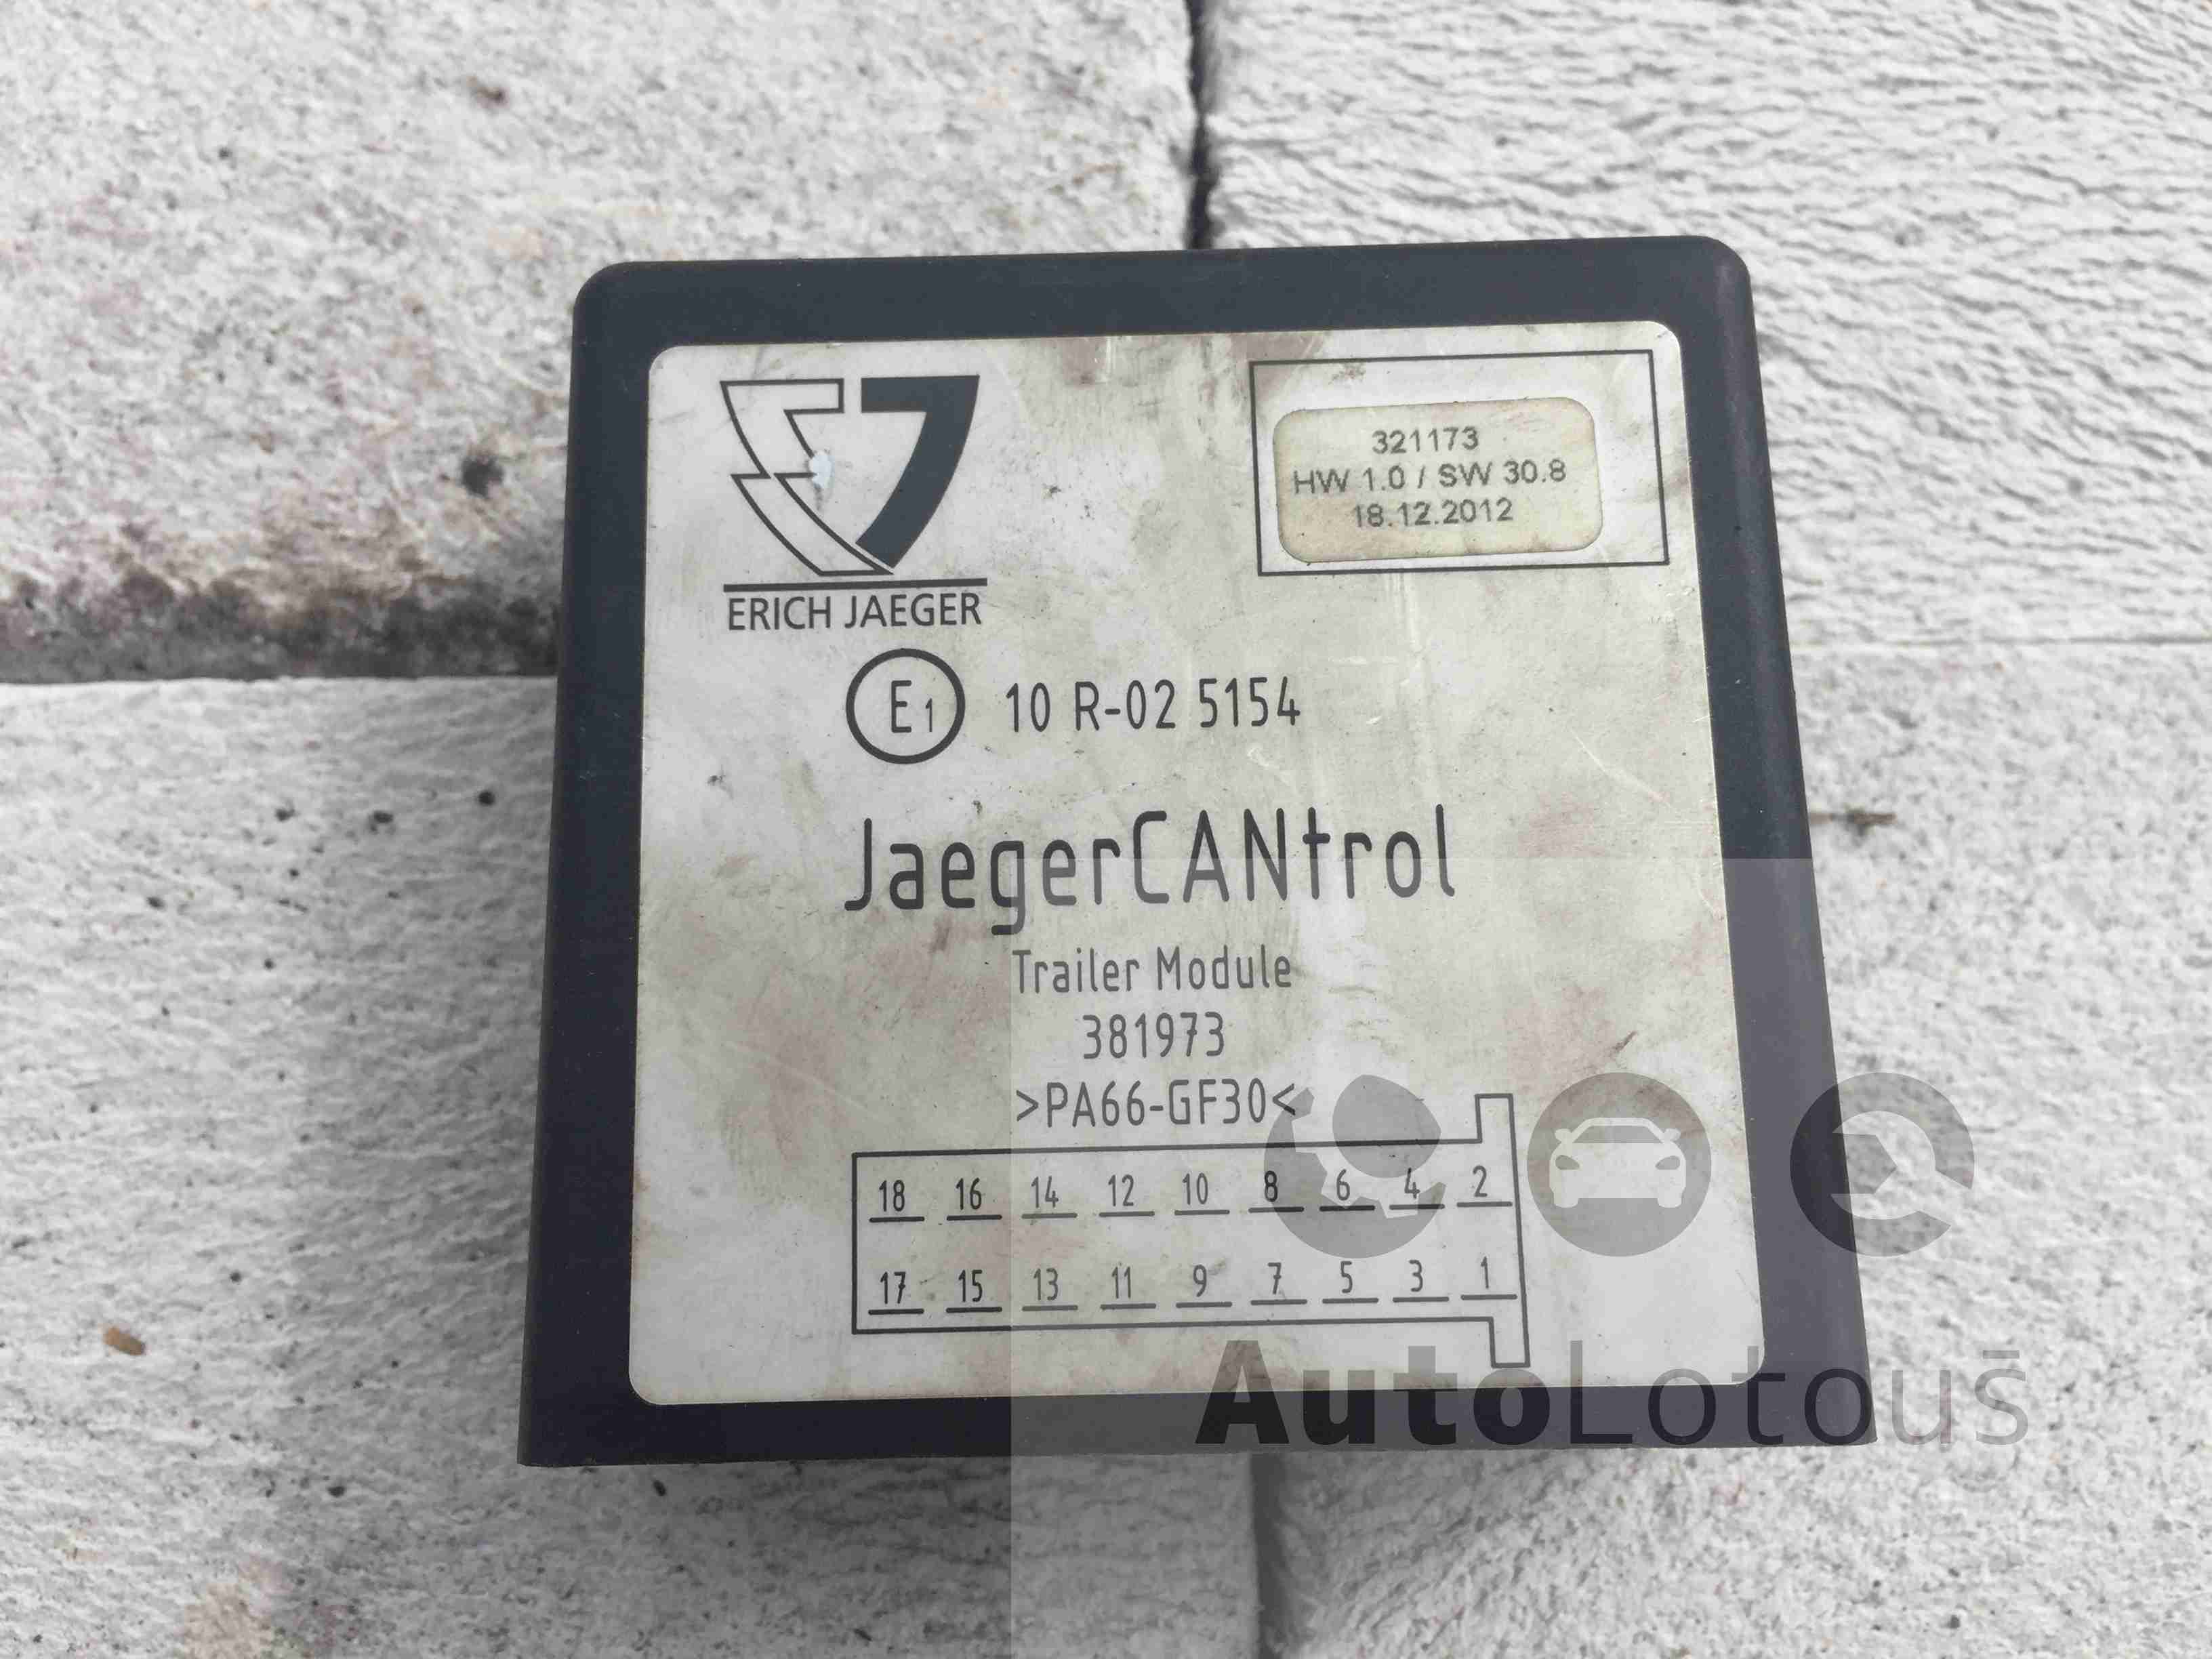 321173
HW 1.0 / SW 30.8
18.12.2012
ERICH JAEGER
E1 10 R-02 5154
JaegerCANtrol
Trailer Module
381973
>PA66-GF30<
18 16 14 12 10 8 6 4 2
17 15 13 11 9 7 5 3 1
AutoLotouš